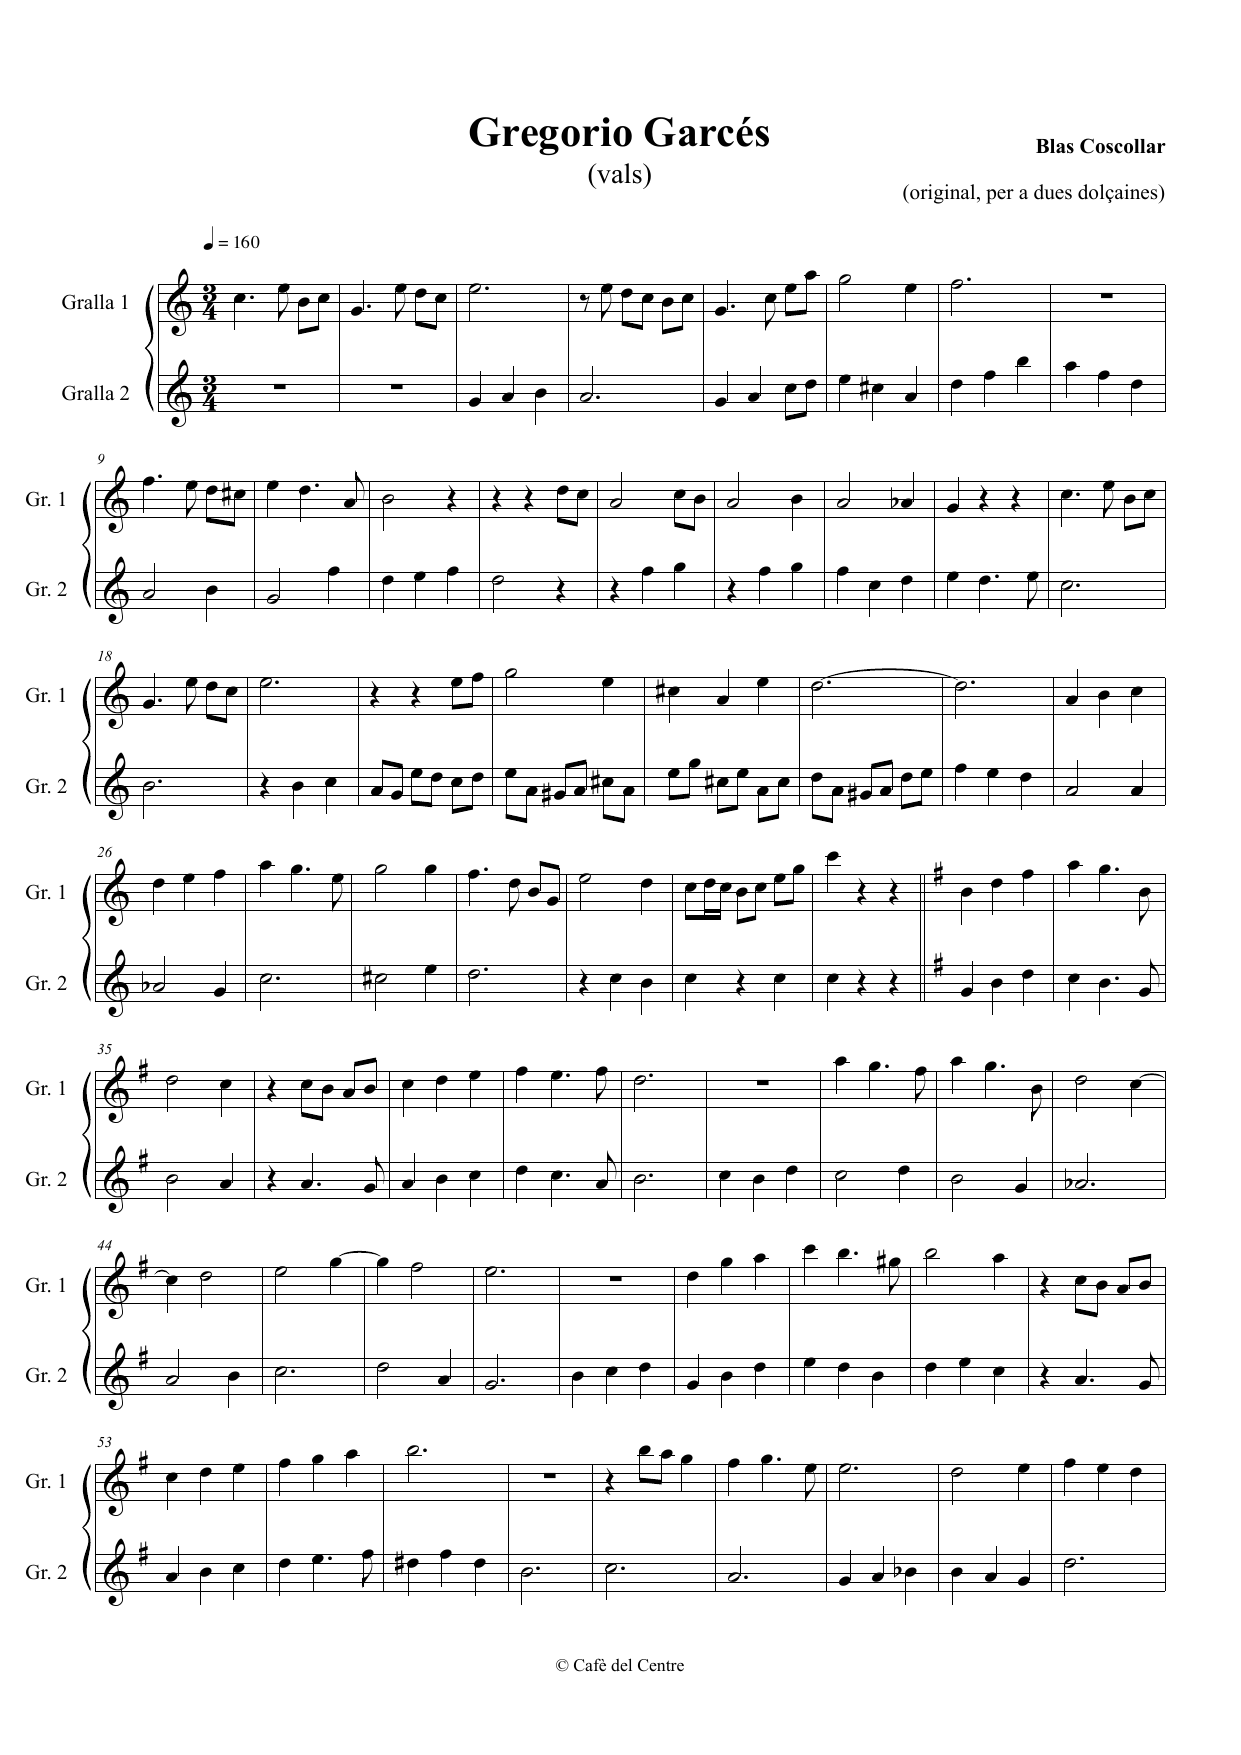 Gregorio Garcés
Blas Coscollar
(vals)
(original, per a dues dolçaines)
= 160
Gralla 1
3
4
Gralla 2
3
4
9
Gr. 1
Gr. 2
18
Gr. 1
Gr. 2
26
Gr. 1
Gr. 2
35
Gr. 1
Gr. 2
44
Gr. 1
Gr. 2
53
Gr. 1
Gr. 2
© Cafè del Centre